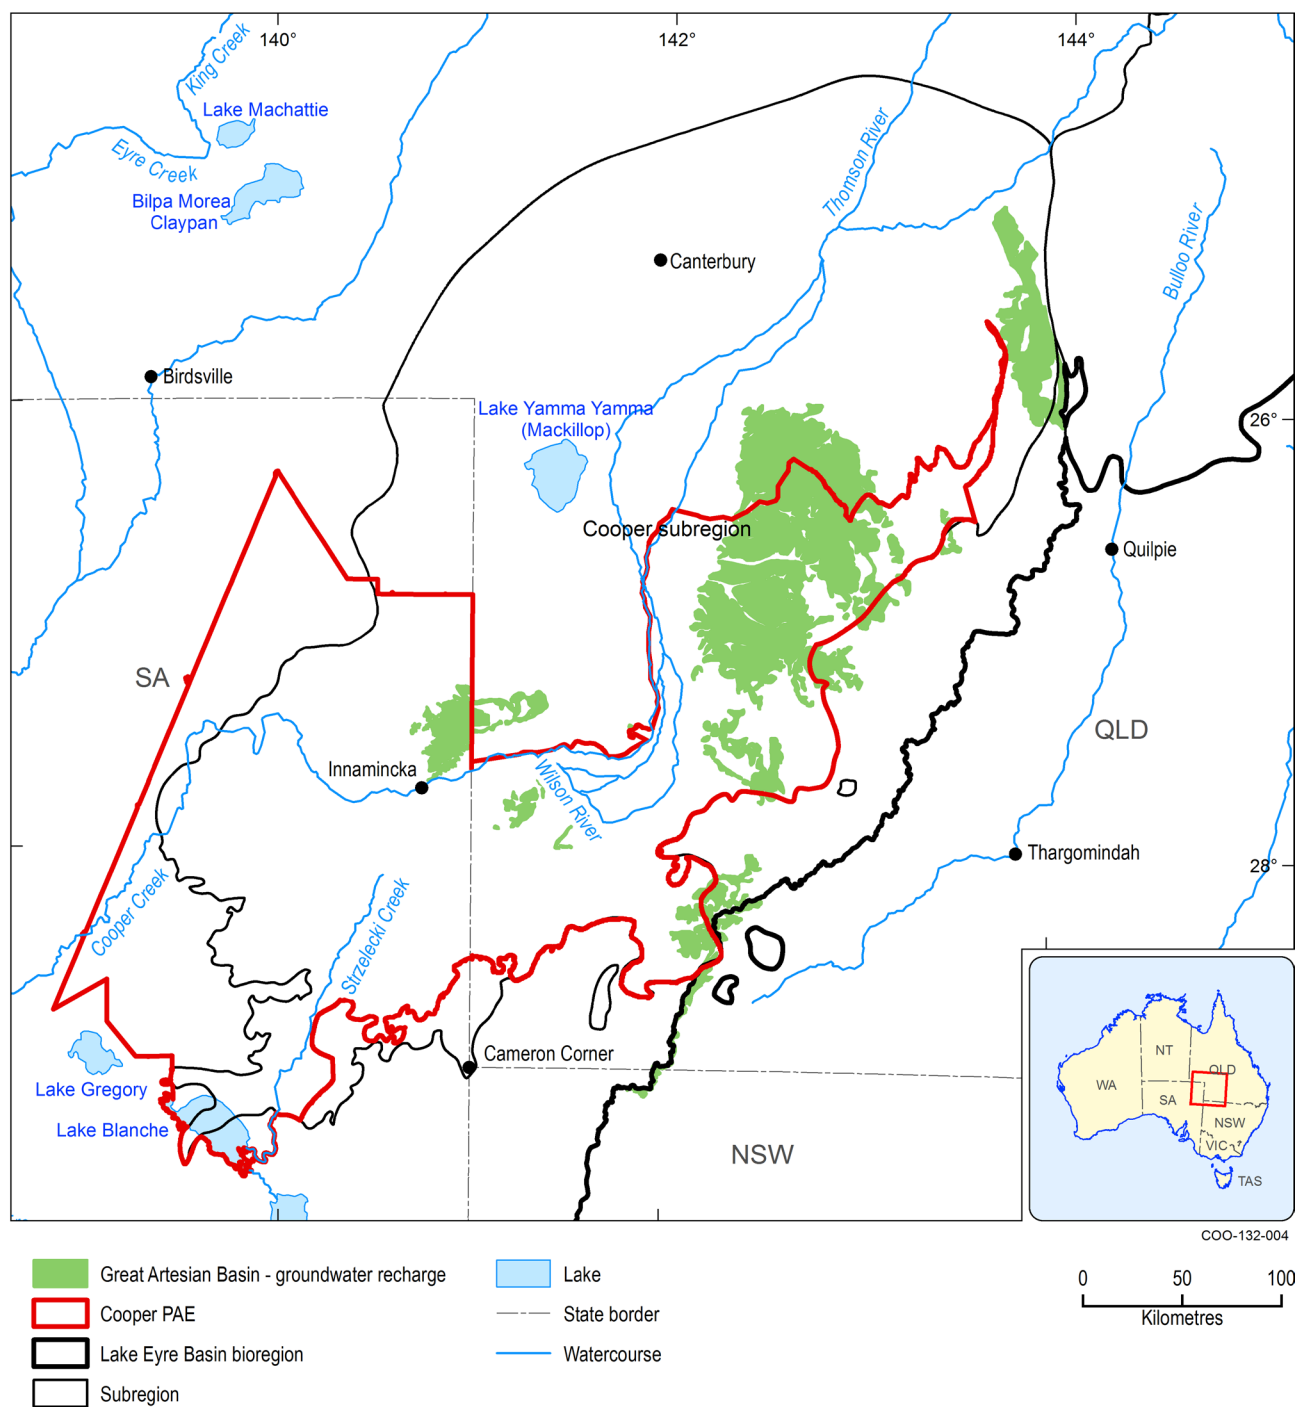 140°
142°
144°
King Creek
Lake Machattie
Eyre Creek
Bilpa Morea
Claypan
Thomson River
Bulloo River
Canterbury
Birdsville
Lake Yamma Yamma
(Mackillop)
26°
Cooper subregion
Quilpie
SA
QLD
Innamincka
Wilson River
Thargomindah
28°
Cooper Creek
Strzelecki Creek
Cameron Corner
Lake Gregory
Lake Blanche
NSW
NT
QLD
WA
SA
NSW
VIC
TAS
COO-132-004
Great Artesian Basin - groundwater recharge
Cooper PAE
Lake Eyre Basin bioregion
Subregion
Lake
State border
Watercourse
0 50 100
Kilometres